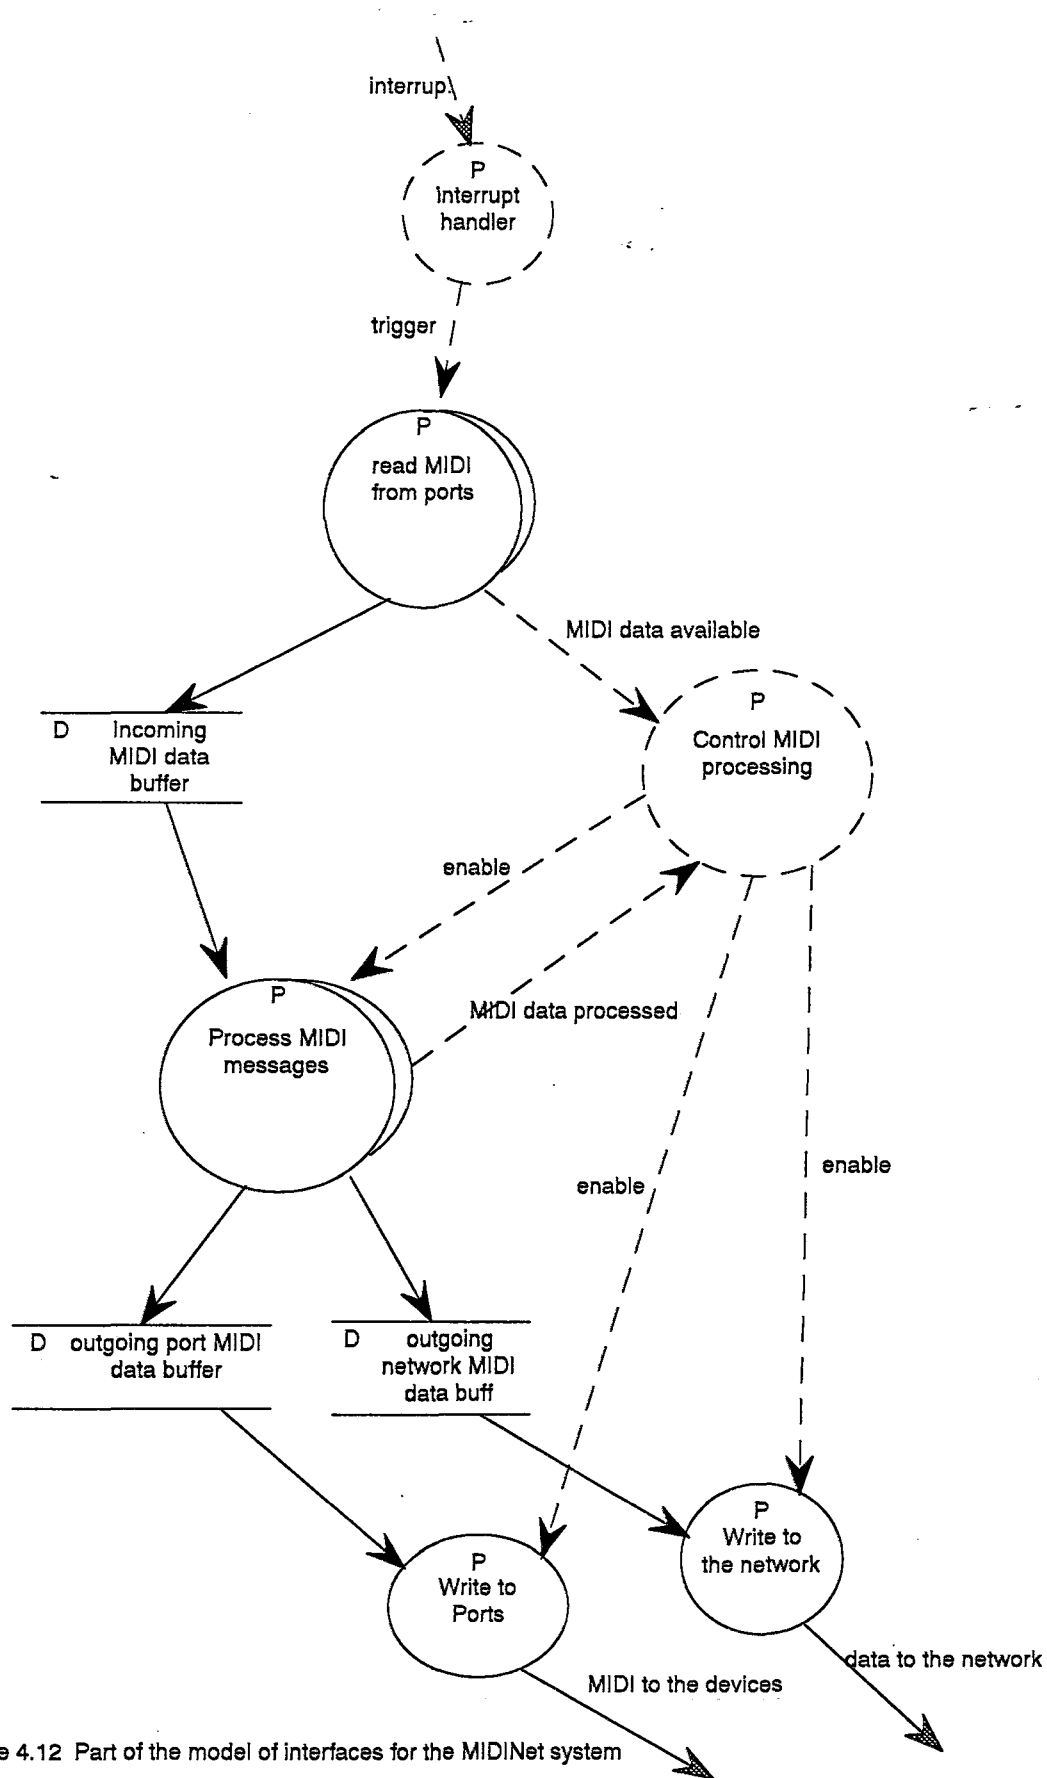 interrup
P
interrupt
handler
trigger
P
read MIDI
from ports
MIDI data available
P
Control MIDI
processing
D Incoming
MIDI data
buffer
enable
P
Process MIDI
messages
MIDI data processed
enable
enable
D outgoing port MIDI
data buffer
D outgoing
network MIDI
data buff
P
Write to
the network
P
Write to
Ports
data to the network
MIDI to the devices
e 4.12 Part of the model of interfaces for the MIDINet system